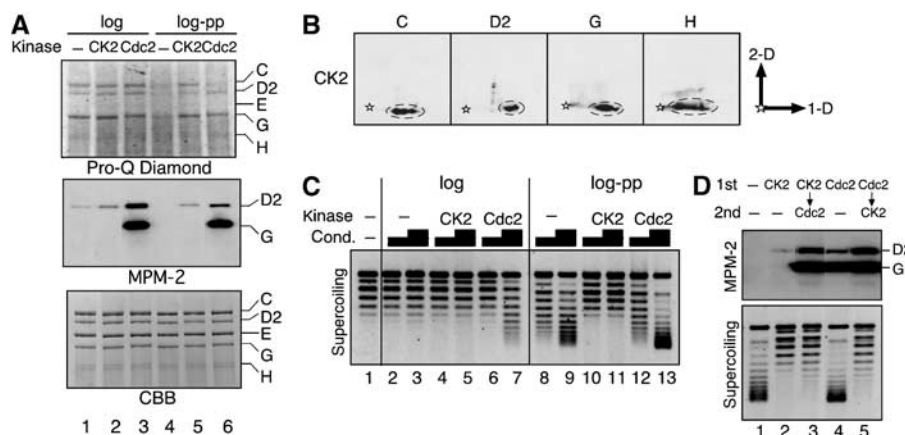 A
log log-pp
Kinase – CK2 Cdc2 – CK2 Cdc2
C
D2
E
G
H
Pro-Q Diamond
D2
G
MPM-2
C
D2
E
G
H
CBB
1 2 3 4 5 6
B
C D2 G H
CK2
2-D
1-D
C
log log-pp
Kinase – – CK2 Cdc2 – CK2 Cdc2
Cond. –
Supercoiling
1 2 3 4 5 6 7 8 9 10 11 12 13
D
1st – CK2 CK2 Cdc2 Cdc2
2nd – – Cdc2 – CK2
MPM-2
D2
G
Supercoiling
1 2 3 4 5